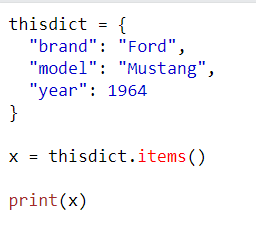 thisdict = {
  "brand": "Ford",
  "model": "Mustang",
  "year": 1964
}
x = thisdict.items()
print(x)